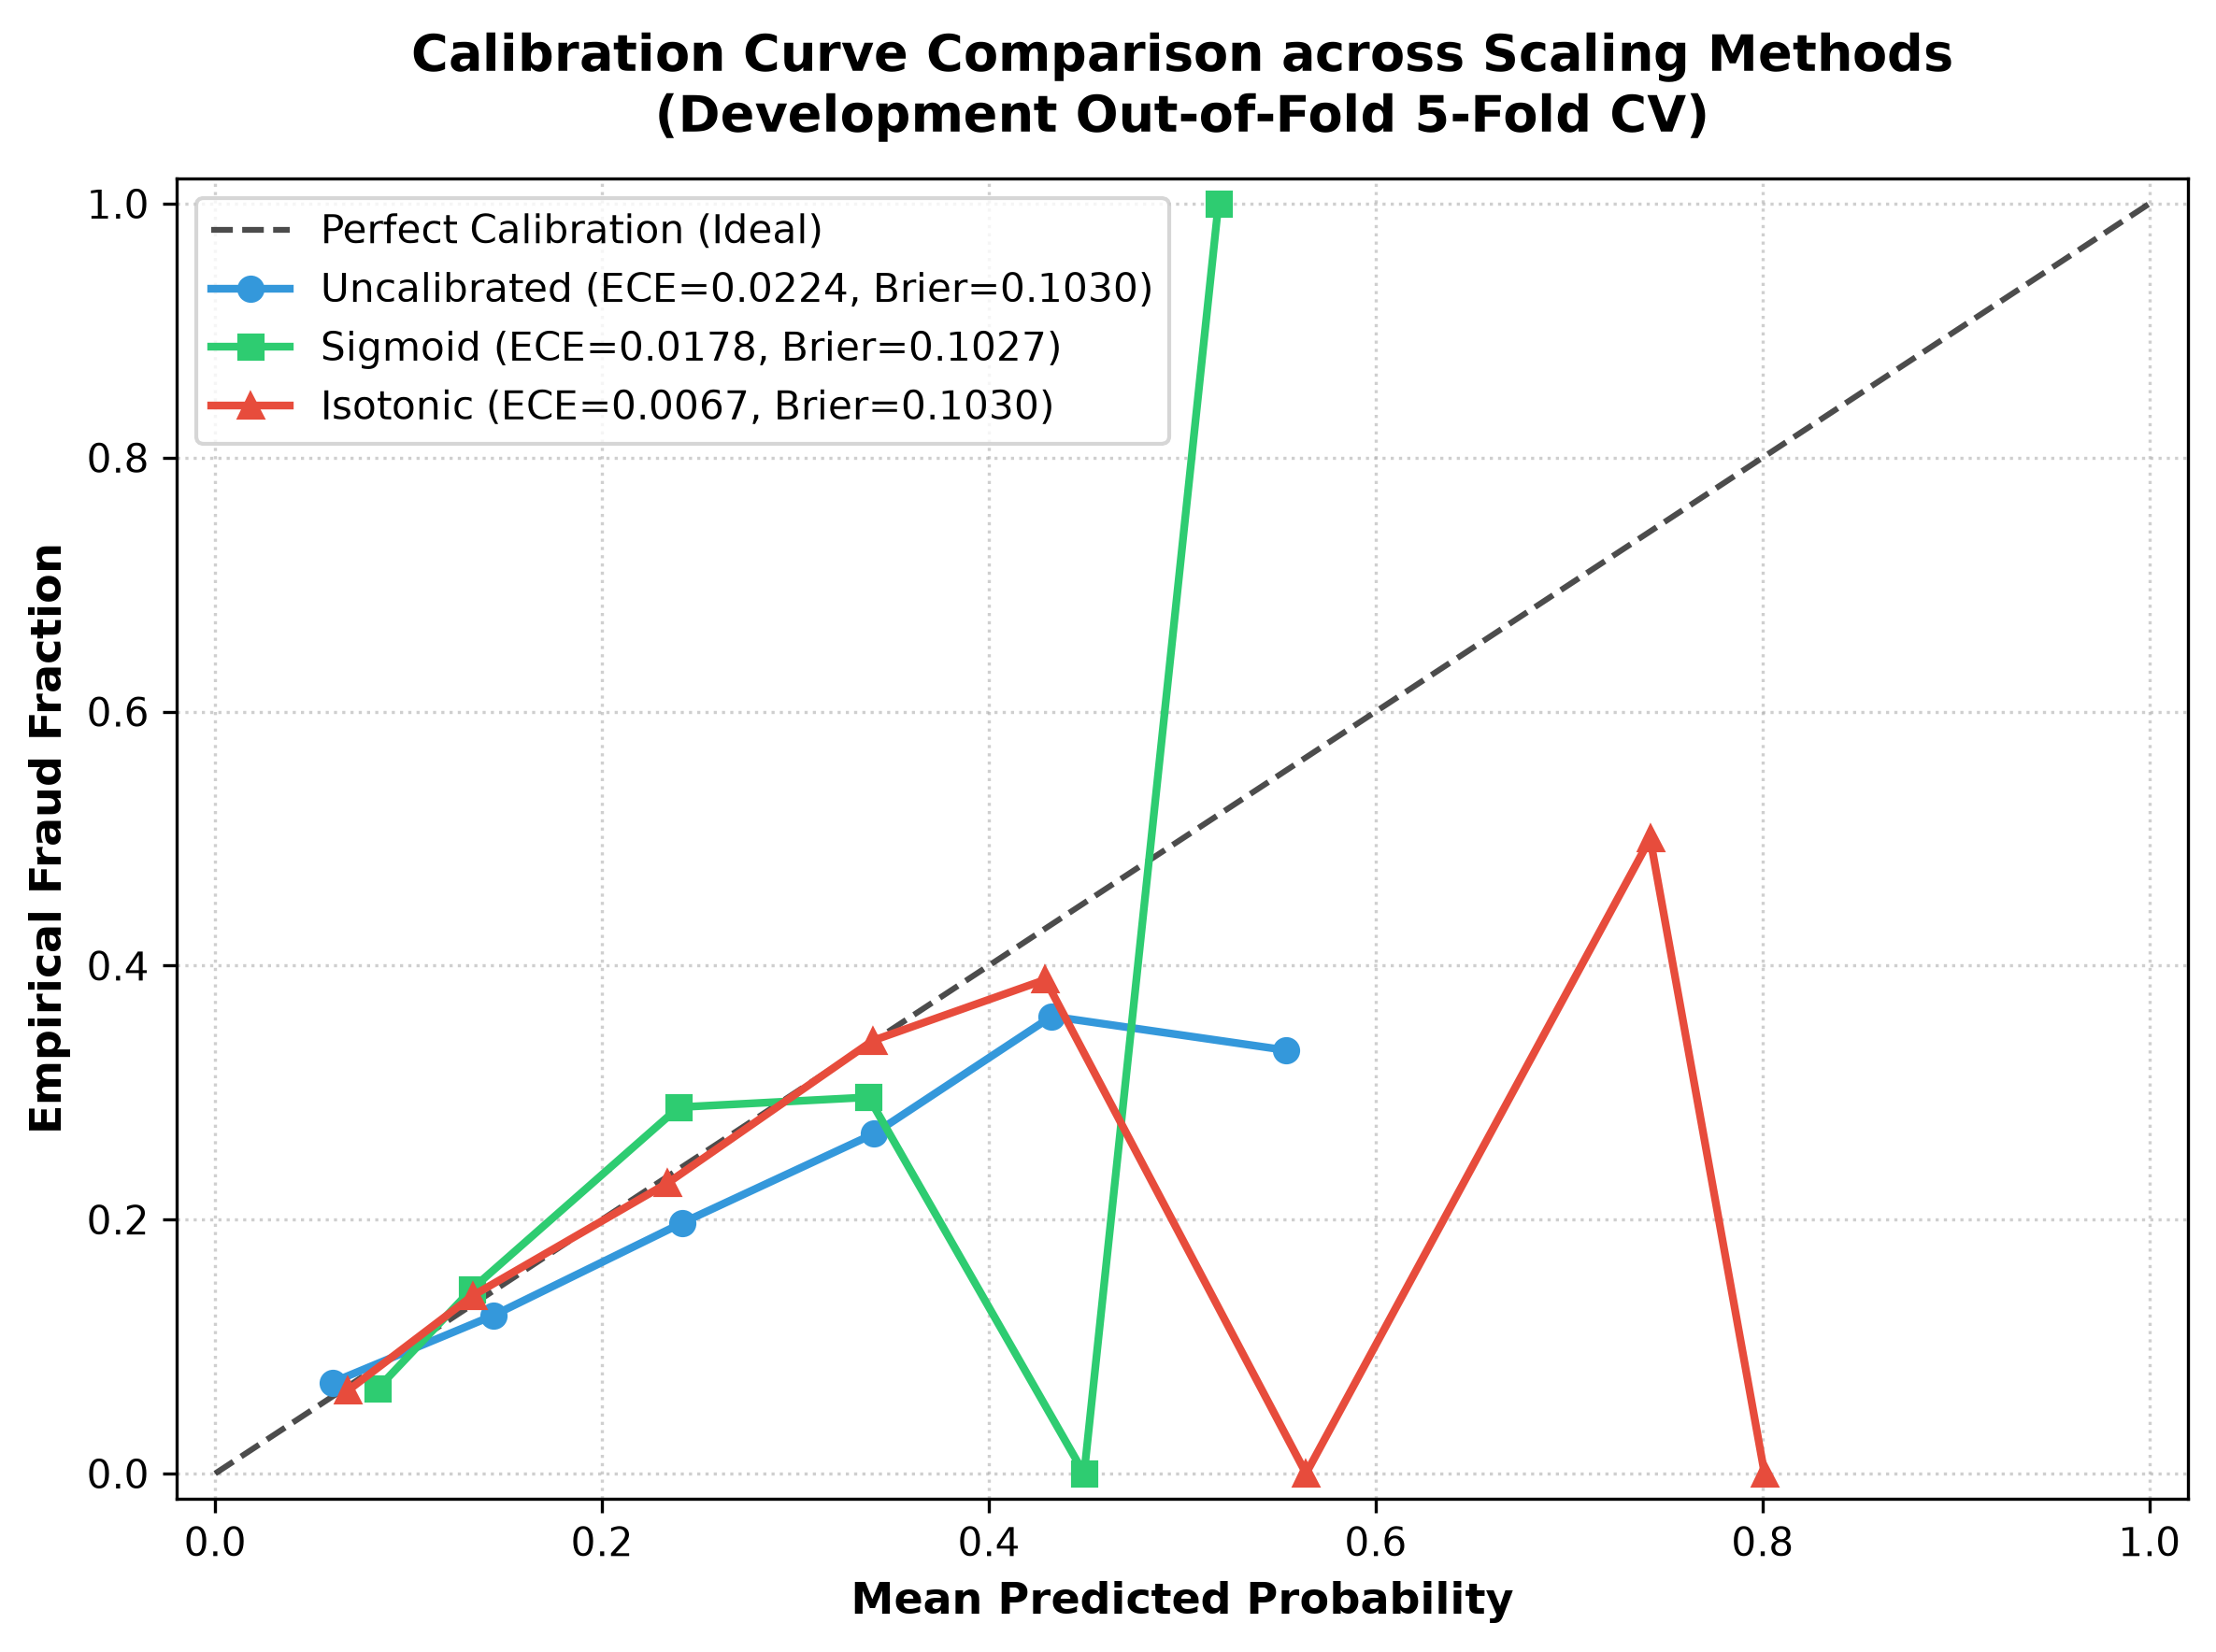 Calibration Curve Comparison across Scaling Methods
(Development Out-of-Fold 5-Fold CV)
Perfect Calibration (Ideal)
Uncalibrated (ECE=0.0224, Brier=0.1030)
Sigmoid (ECE=0.0178, Brier=0.1027)
Isotonic (ECE=0.0067, Brier=0.1030)
Empirical Fraud Fraction
1.0
0.8
0.6
0.4
0.2
0.0
0.0 0.2 0.4 0.6 0.8 1.0
Mean Predicted Probability